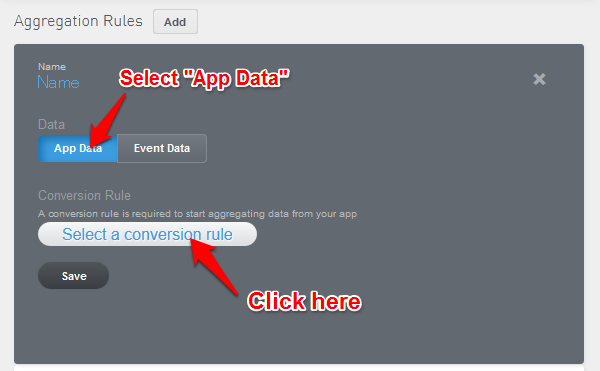 Aggregation Rules Add
Name
Name
Select "App Data"
Data
App Data Event Data
Conversion Rule
A conversion rule is required to start aggregating data from your app
Select a conversion rule
Save
Click here